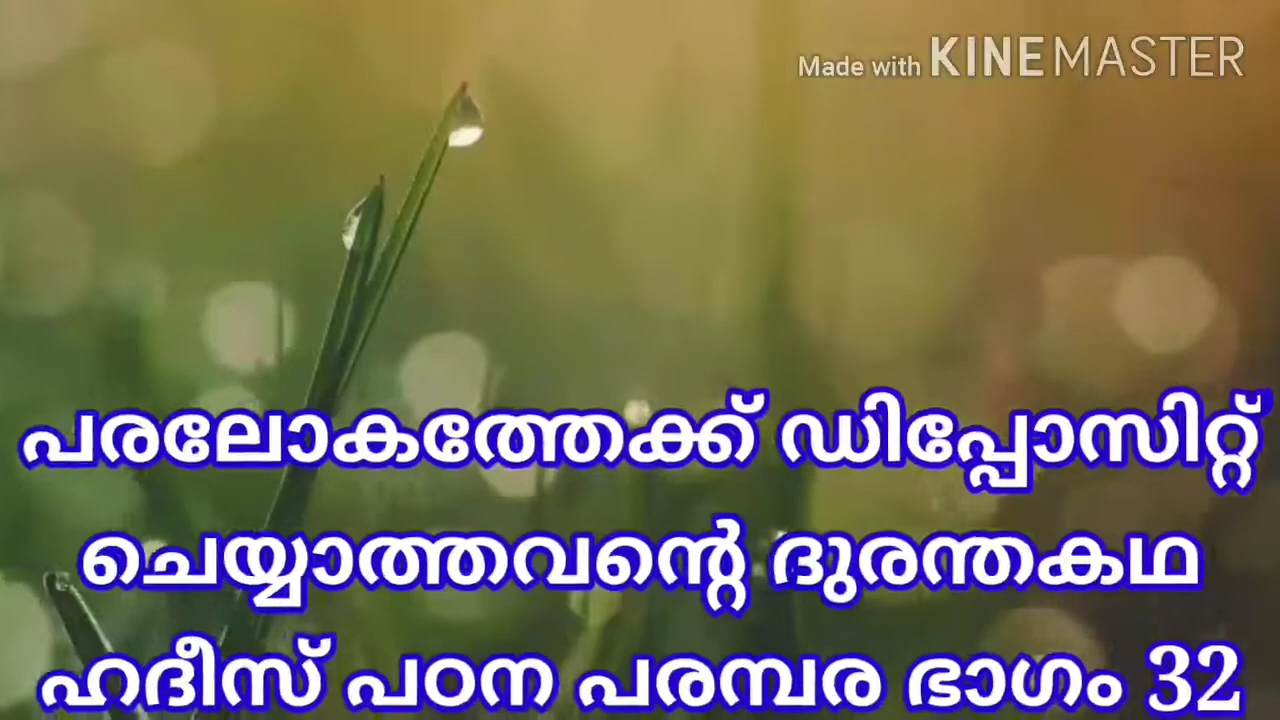 Made with KINEMASTER
പരലോകത്തേക്ക് ഡിപ്പോസിറ്റ്
ചെയ്യാത്തവന്റെ ദുരന്തകഥ
ഹദീസ് പഠന പരമ്പര ഭാഗം 32